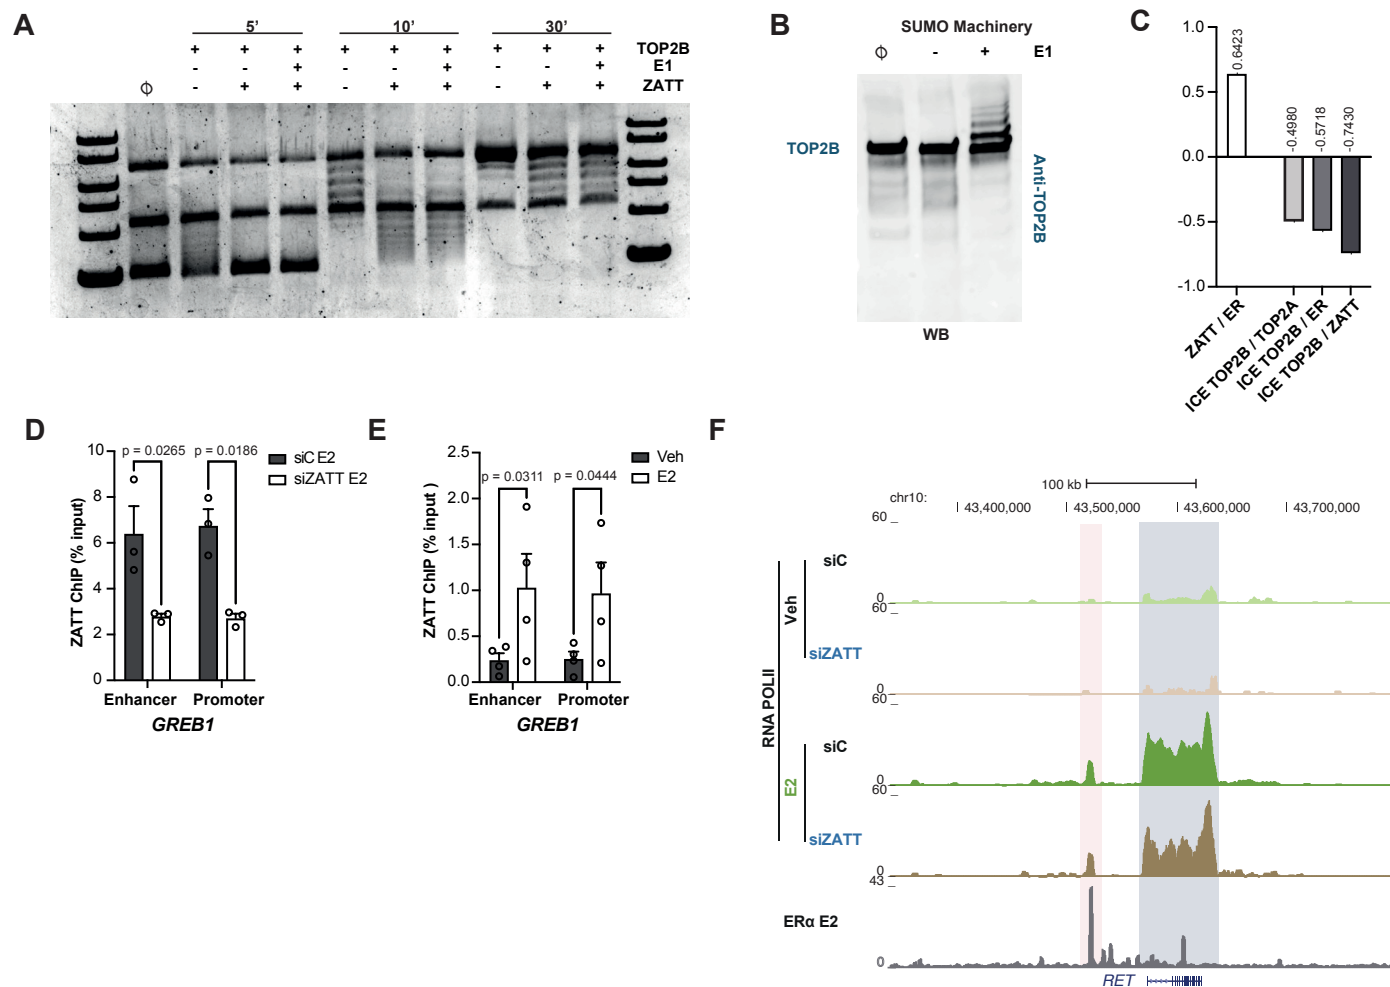 A
5' 10' 30'
+ + + + + + + + + TOP2B
- - + - - + - - + E1
ϕ - + + - + + - + + ZATT
B
SUMO Machinery
ϕ - + E1
TOP2B
Anti-TOP2B
WB
C
1.0
0.5
0.0
-0.5
-1.0
0.6423
-0.4980
-0.5718
-0.7430
ZATT / ER
ICE TOP2B / TOP2A
ICE TOP2B / ER
ICE TOP2B / ZATT
D
ZATT ChIP (% input)
10
8
6
4
2
0
p = 0.0265 p = 0.0186
siC E2
siZATT E2
Enhancer Promoter
GREB1
E
ZATT ChIP (% input )
2.5
2.0
1.5
1.0
0.5
0.0
p = 0.0311 p = 0.0444
Veh
E2
Enhancer Promoter
GREB1
F
100 kb
chr10:
43,400,000 43,500,000 43,600,000 43,700,000
RNA POLII
Veh
E2
60
siC
0
60
siZATT
0
60
siC
0
60
siZATT
0
43
ERα E2
0
RET